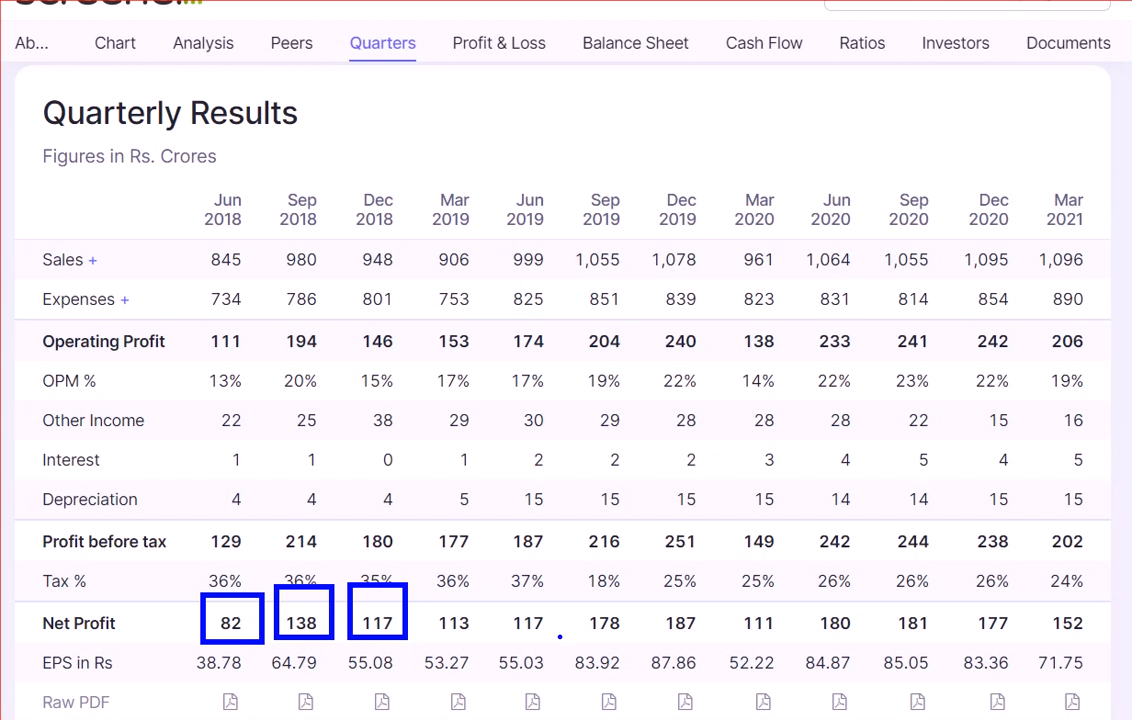 Ab... Chart Analysis Peers Quarters Profit & Loss Balance Sheet Cash Flow Ratios Investors Documents
Quarterly Results
Figures in Rs. Crores
Jun 2018 Sep 2018 Dec 2018 Mar 2019 Jun 2019 Sep 2019 Dec 2019 Mar 2020 Jun 2020 Sep 2020 Dec 2020 Mar 2021
Sales + 845 980 948 906 999 1,055 1,078 961 1,064 1,055 1,095 1,096
Expenses + 734 786 801 753 825 851 839 823 831 814 854 890
Operating Profit 111 194 146 153 174 204 240 138 233 241 242 206
OPM % 13% 20% 15% 17% 17% 19% 22% 14% 22% 23% 22% 19%
Other Income 22 25 38 29 30 29 28 28 28 22 15 16
Interest 1 1 0 1 2 2 2 3 4 5 4 5
Depreciation 4 4 4 5 15 15 15 15 14 14 15 15
Profit before tax 129 214 180 177 187 216 251 149 242 244 238 202
Tax % 36% 36% 35% 36% 37% 18% 25% 25% 26% 26% 26% 24%
Net Profit 82 138 117 113 117 178 187 111 180 181 177 152
EPS in Rs 38.78 64.79 55.08 53.27 55.03 83.92 87.86 52.22 84.87 85.05 83.36 71.75
Raw PDF